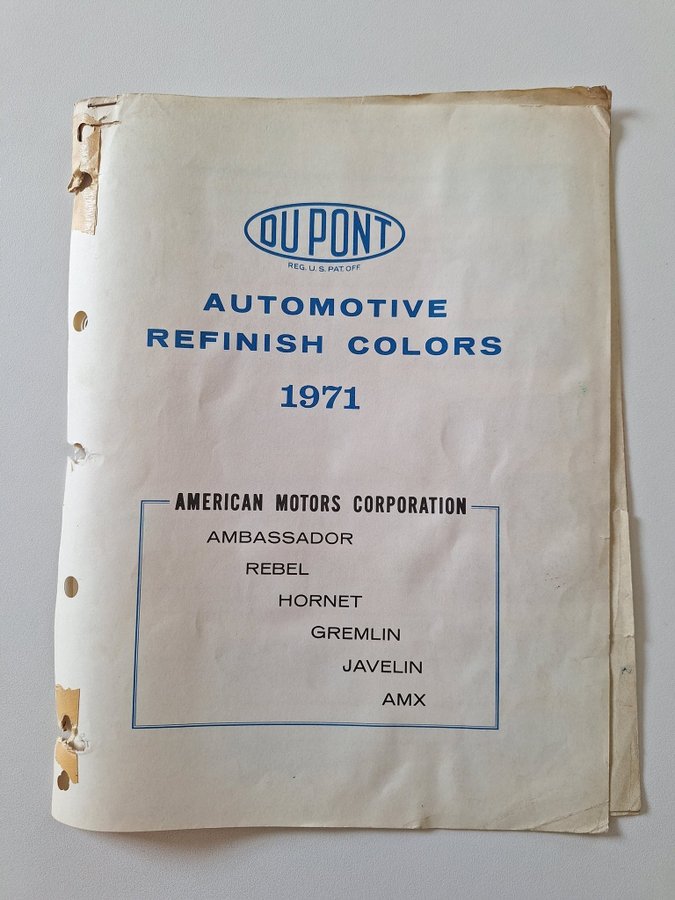 DU PONT
REG. U. S. PAT. OFF.
AUTOMOTIVE
REFINISH COLORS
1971
AMERICAN MOTORS CORPORATION
AMBASSADOR
REBEL
HORNET
GREMLIN
JAVELIN
AMX